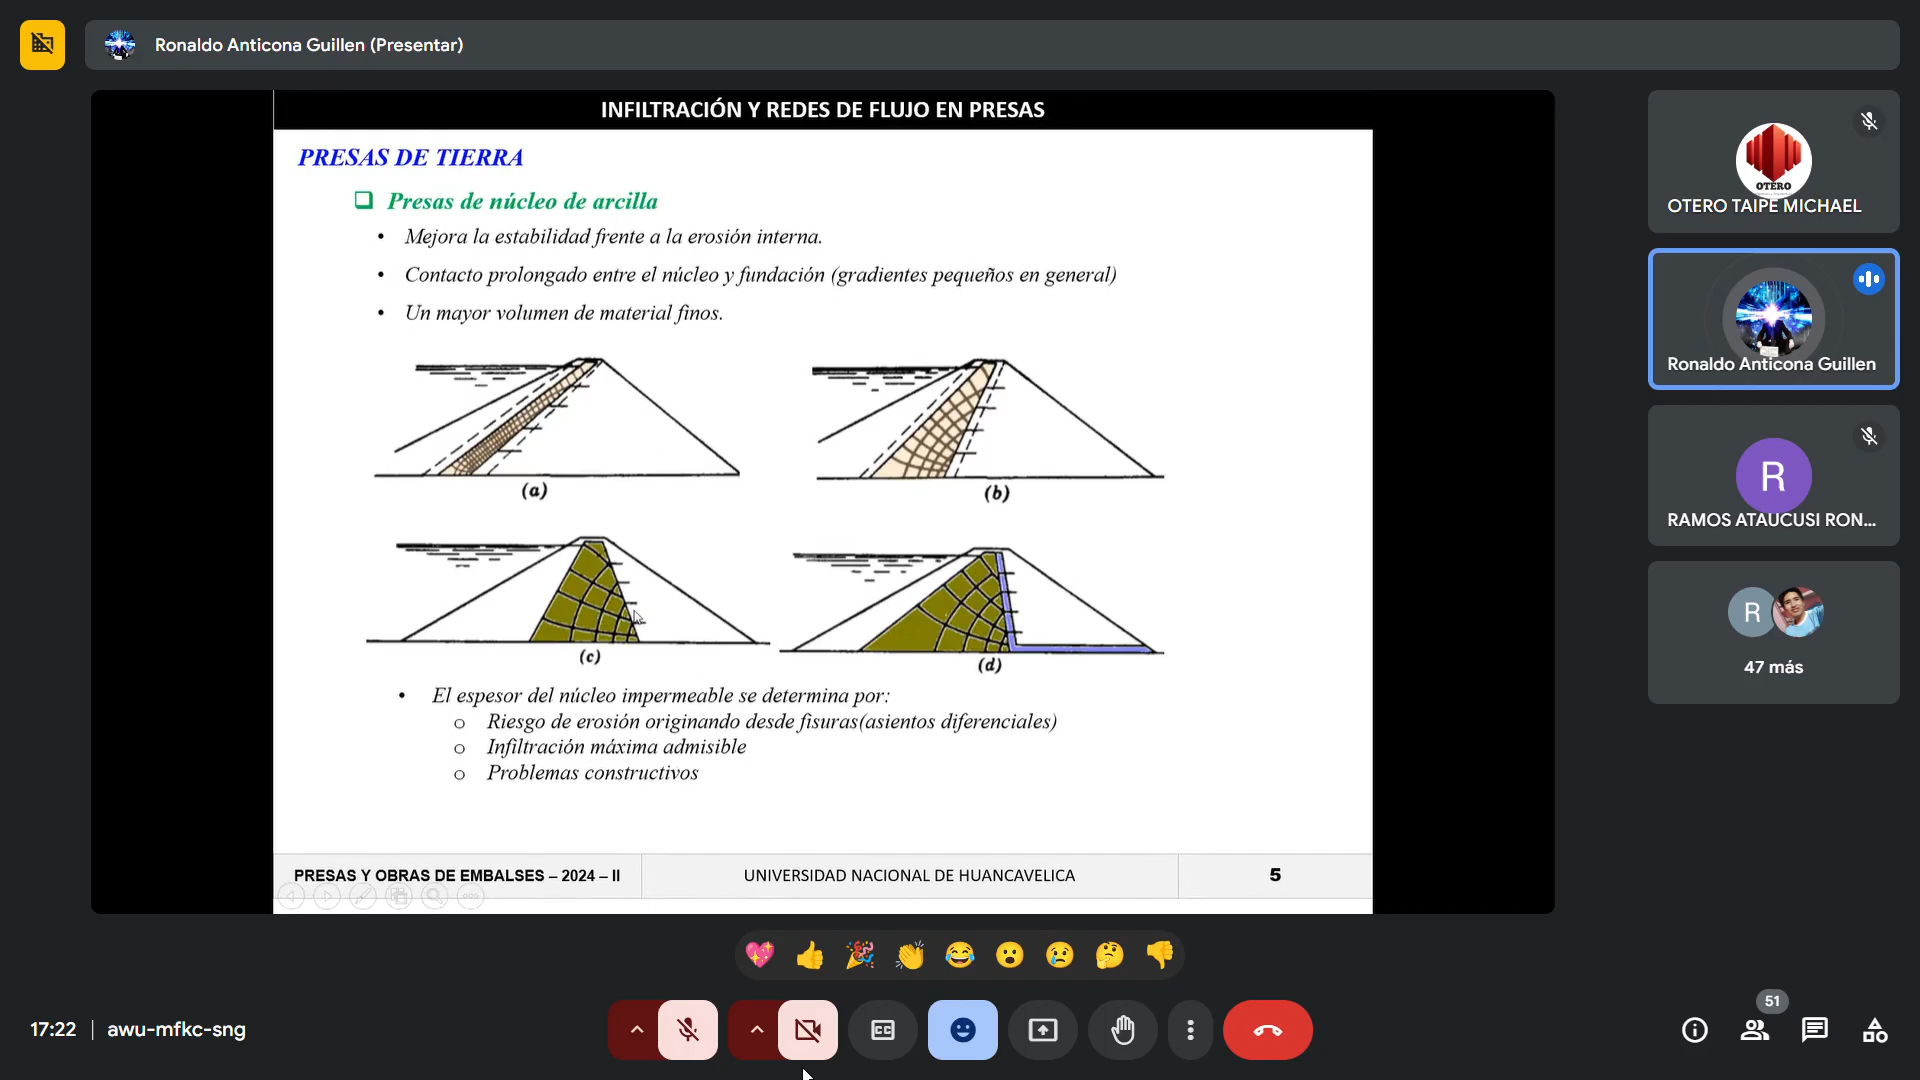 Ronaldo Anticona Guillen (Presentar)
INFILTRACIÓN Y REDES DE FLUJO EN PRESAS
PRESAS DE TIERRA
❑ Presas de núcleo de arcilla
• Mejora la estabilidad frente a la erosión interna.
• Contacto prolongado entre el núcleo y fundación (gradientes pequeños en general)
• Un mayor volumen de material finos.
(a)
(b)
(c)
(d)
• El espesor del núcleo impermeable se determina por:
o Riesgo de erosión originando desde fisuras(asientos diferenciales)
o Infiltración máxima admisible
o Problemas constructivos
PRESAS Y OBRAS DE EMBALSES – 2024 – II
UNIVERSIDAD NACIONAL DE HUANCAVELICA
5
OTERO
OTERO TAIPE MICHAEL
Ronaldo Anticona Guillen
R
RAMOS ATAUCUSI RON...
R
47 más
17:22 | awu-mfkc-sng
CC
51